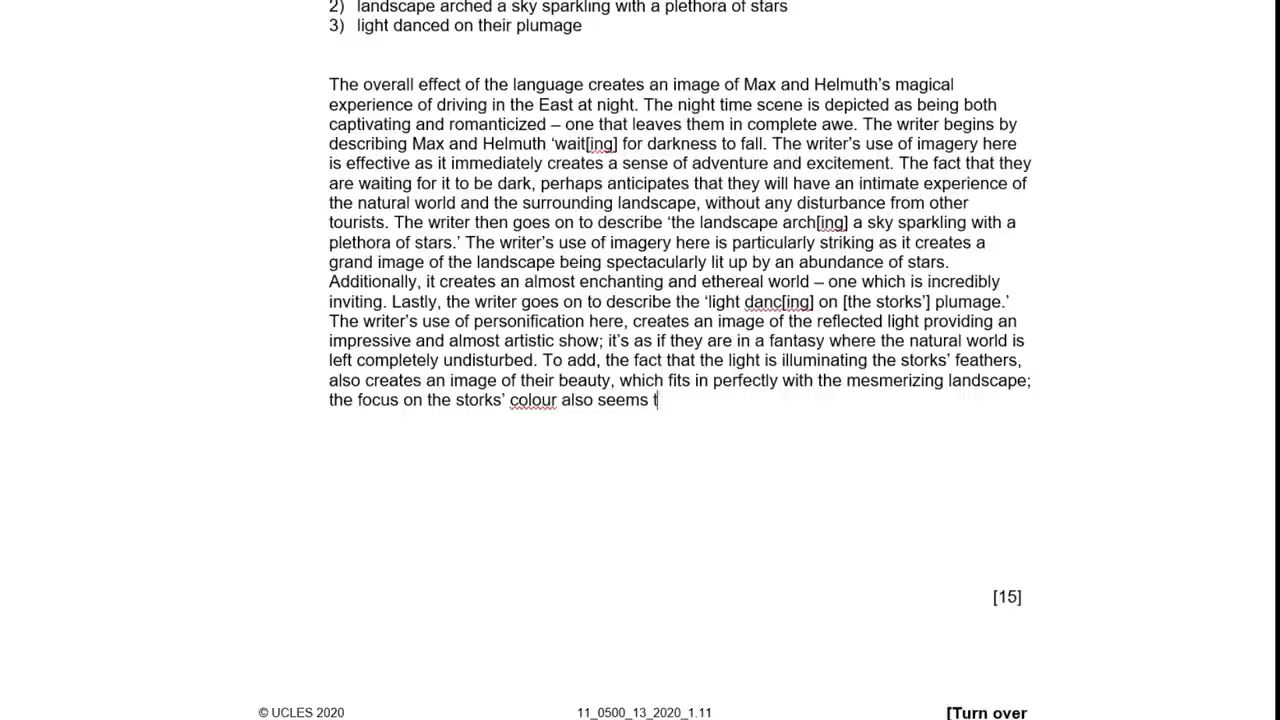 2) landscape arched a sky sparkling with a plethora of stars
3) light danced on their plumage
The overall effect of the language creates an image of Max and Helmuth’s magical
experience of driving in the East at night. The night time scene is depicted as being both
captivating and romanticized – one that leaves them in complete awe. The writer begins by
describing Max and Helmuth ‘wait[ing] for darkness to fall. The writer’s use of imagery here
is effective as it immediately creates a sense of adventure and excitement. The fact that they
are waiting for it to be dark, perhaps anticipates that they will have an intimate experience of
the natural world and the surrounding landscape, without any disturbance from other
tourists. The writer then goes on to describe ‘the landscape arch[ing] a sky sparkling with a
plethora of stars.’ The writer’s use of imagery here is particularly striking as it creates a
grand image of the landscape being spectacularly lit up by an abundance of stars.
Additionally, it creates an almost enchanting and ethereal world – one which is incredibly
inviting. Lastly, the writer goes on to describe the ‘light danc[ing] on [the storks’] plumage.’
The writer’s use of personification here, creates an image of the reflected light providing an
impressive and almost artistic show; it’s as if they are in a fantasy where the natural world is
left completely undisturbed. To add, the fact that the light is illuminating the storks’ feathers,
also creates an image of their beauty, which fits in perfectly with the mesmerizing landscape;
the focus on the storks’ colour also seems t
[15]
© UCLES 2020 11_0500_13_2020_1.11 [Turn over